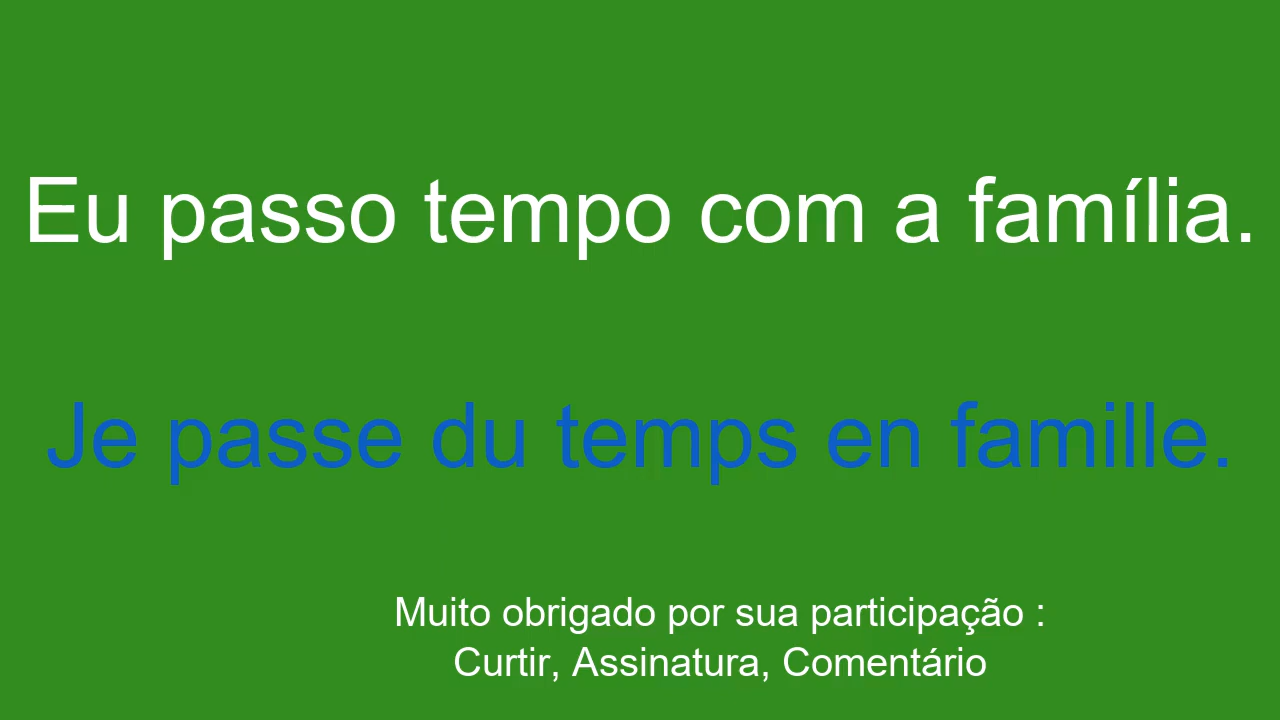 Eu passo tempo com a família.
Je passe du temps en famille.
Muito obrigado por sua participação :
Curtir, Assinatura, Comentário